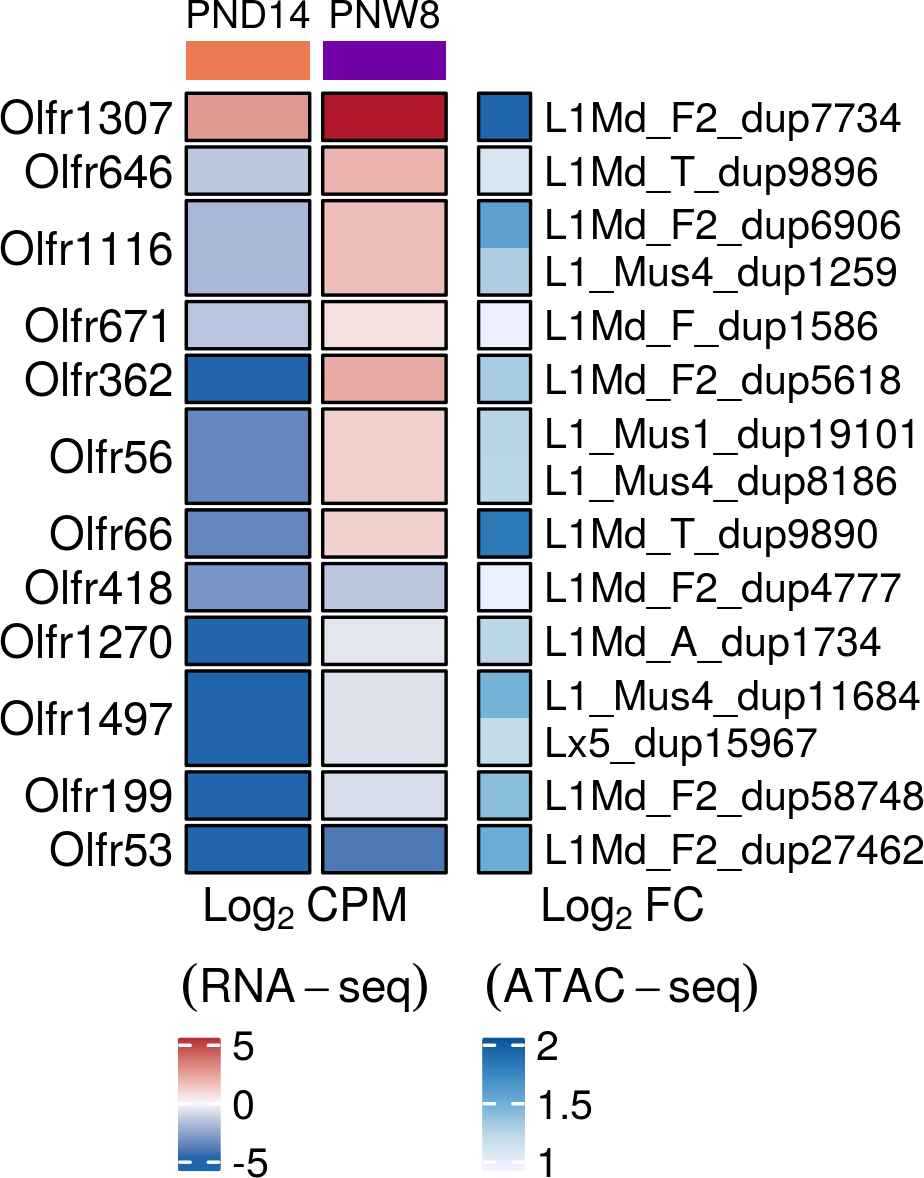 PND14 PNW8
Olfr1307 L1Md_F2_dup7734
Olfr646 L1Md_T_dup9896
Olfr1116 L1Md_F2_dup6906
L1_Mus4_dup1259
Olfr671 L1Md_F_dup1586
Olfr362 L1Md_F2_dup5618
Olfr56 L1_Mus1_dup19101
L1_Mus4_dup8186
Olfr66 L1Md_T_dup9890
Olfr418 L1Md_F2_dup4777
Olfr1270 L1Md_A_dup1734
Olfr1497 L1_Mus4_dup11684
Lx5_dup15967
Olfr199 L1Md_F2_dup58748
Olfr53 L1Md_F2_dup27462
Log₂ CPM Log₂ FC
(RNA − seq) (ATAC − seq)
5 2
0 1.5
-5 1